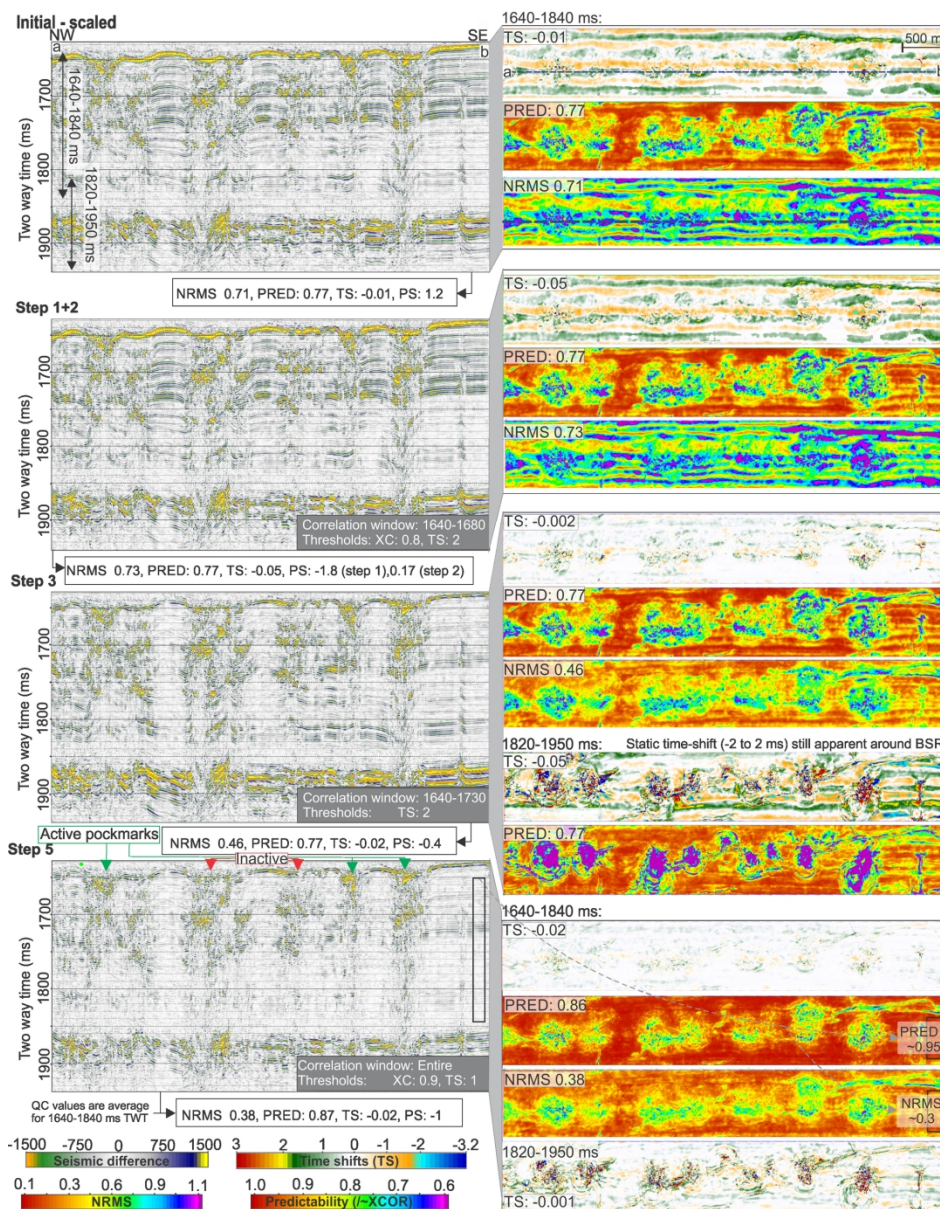 Initial - scaled
NW
SE
a
b
1640-1840 ms
1820-1950 ms
Two way time (ms)
1700
1800
1900
NRMS 0.71, PRED: 0.77, TS: -0.01, PS: 1.2
1640-1840 ms:
TS: -0.01
500 m
a
b
PRED: 0.77
NRMS 0.71
Step 1+2
Two way time (ms)
1700
1800
1900
Correlation window: 1640-1680
Thresholds: XC: 0.8, TS: 2
NRMS 0.73, PRED: 0.77, TS: -0.05, PS: -1.8 (step 1),0.17 (step 2)
TS: -0.05
PRED: 0.77
NRMS 0.73
Step 3
Two way time (ms)
1700
1800
1900
Correlation window: 1640-1730
Thresholds: TS: 2
NRMS 0.46, PRED: 0.77, TS: -0.02, PS: -0.4
TS: -0.002
PRED: 0.77
NRMS 0.46
1820-1950 ms: Static time-shift (-2 to 2 ms) still apparent around BSR
TS: -0.05
PRED: 0.77
Active pockmarks
Inactive
Step 5
Two way time (ms)
1700
1800
1900
Correlation window: Entire
Thresholds: XC: 0.9, TS: 1
QC values are average
for 1640-1840 ms TWT
NRMS 0.38, PRED: 0.87, TS: -0.02, PS: -1
1640-1840 ms:
TS: -0.02
PRED: 0.86
PRED
~0.95
NRMS 0.38
NRMS
~0.3
1820-1950 ms
TS: -0.001
-1500 -750 0 750 1500
Seismic difference
0.1 0.3 0.6 0.9 1.1
NRMS
3 2 1 0 -1 -2 -3.2
Time shifts (TS)
1.0 0.9 0.8 0.7 0.6
Predictability (/~XCOR)